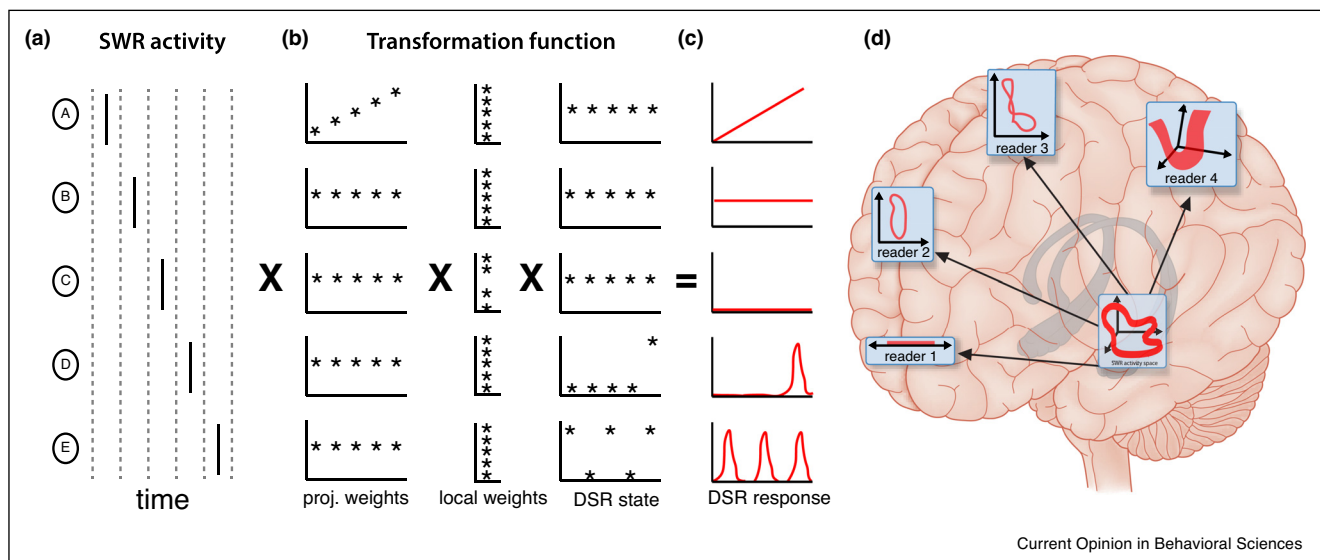 (a) SWR activity (b) Transformation function (c) (d)
A
B
C
D
E
X X X =
time
proj. weights local weights DSR state DSR response
reader 3
reader 4
reader 2
reader 1
SWR activity space
Current Opinion in Behavioral Sciences